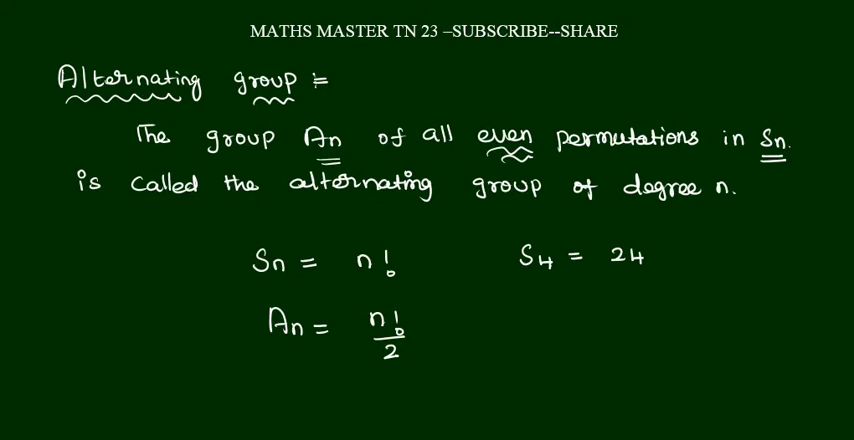 MATHS MASTER TN 23 –SUBSCRIBE--SHARE
Alternating group :=
The group An of all even permutations in Sn.
is called the alternating group of degree n.
Sn = n! S4 = 24
An = n!/2